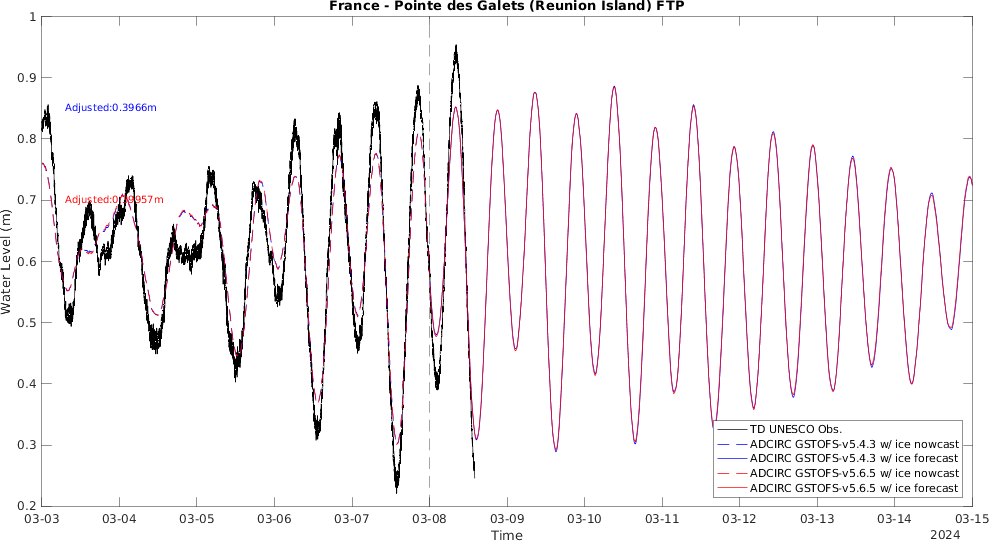 France - Pointe des Galets (Reunion Island) FTP
Water Level (m)
1
0.9
0.8
0.7
0.6
0.5
0.4
0.3
0.2
Adjusted:0.3966m
TD UNESCO Obs.
ADCIRC GSTOFS-v5.4.3 w/ ice nowcast
ADCIRC GSTOFS-v5.4.3 w/ ice forecast
ADCIRC GSTOFS-v5.6.5 w/ ice nowcast
ADCIRC GSTOFS-v5.6.5 w/ ice forecast
03-03 03-04 03-05 03-06 03-07 03-08 03-09 03-10 03-11 03-12 03-13 03-14 03-15
Time
2024